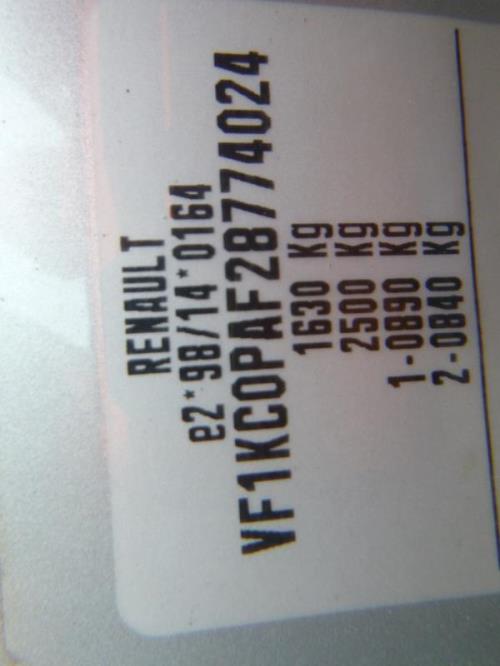 RENAULT
e2*98/14*0164
VF1KC0PAF28774024
1630 Kg
2500 Kg
1-0890 Kg
2-0840 Kg